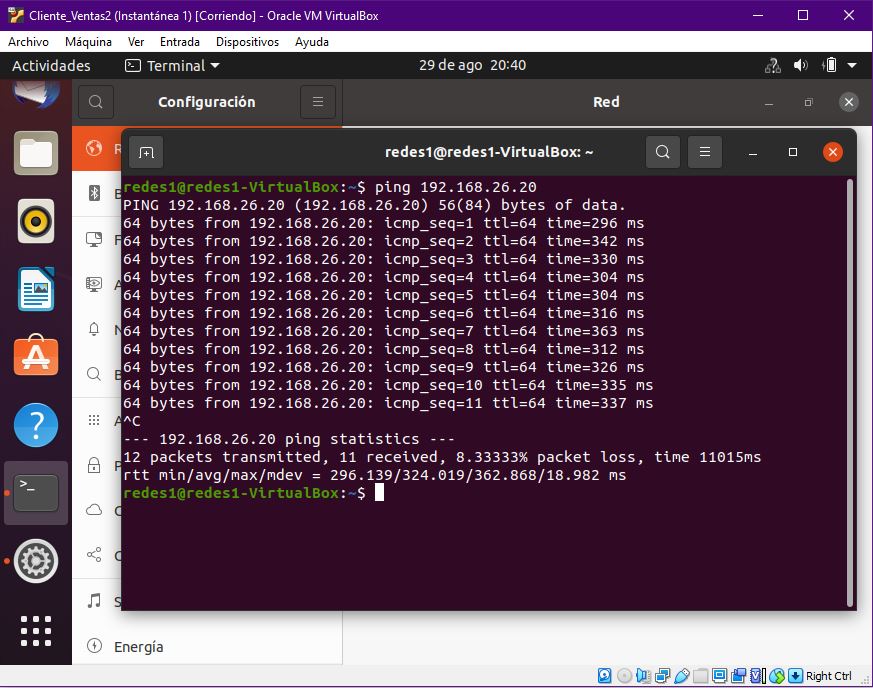 Cliente_Ventas2 (Instantánea 1) [Corriendo] - Oracle VM VirtualBox
Archivo Máquina Ver Entrada Dispositivos Ayuda
Actividades Terminal 29 de ago 20:40
Configuración Red
redes1@redes1-VirtualBox: ~
redes1@redes1-VirtualBox:~$ ping 192.168.26.20
PING 192.168.26.20 (192.168.26.20) 56(84) bytes of data.
64 bytes from 192.168.26.20: icmp_seq=1 ttl=64 time=296 ms
64 bytes from 192.168.26.20: icmp_seq=2 ttl=64 time=342 ms
64 bytes from 192.168.26.20: icmp_seq=3 ttl=64 time=330 ms
64 bytes from 192.168.26.20: icmp_seq=4 ttl=64 time=304 ms
64 bytes from 192.168.26.20: icmp_seq=5 ttl=64 time=304 ms
64 bytes from 192.168.26.20: icmp_seq=6 ttl=64 time=316 ms
64 bytes from 192.168.26.20: icmp_seq=7 ttl=64 time=363 ms
64 bytes from 192.168.26.20: icmp_seq=8 ttl=64 time=312 ms
64 bytes from 192.168.26.20: icmp_seq=9 ttl=64 time=326 ms
64 bytes from 192.168.26.20: icmp_seq=10 ttl=64 time=335 ms
64 bytes from 192.168.26.20: icmp_seq=11 ttl=64 time=337 ms
^C
--- 192.168.26.20 ping statistics ---
12 packets transmitted, 11 received, 8.33333% packet loss, time 11015ms
rtt min/avg/max/mdev = 296.139/324.019/362.868/18.982 ms
redes1@redes1-VirtualBox:~$
Energía
Right Ctrl